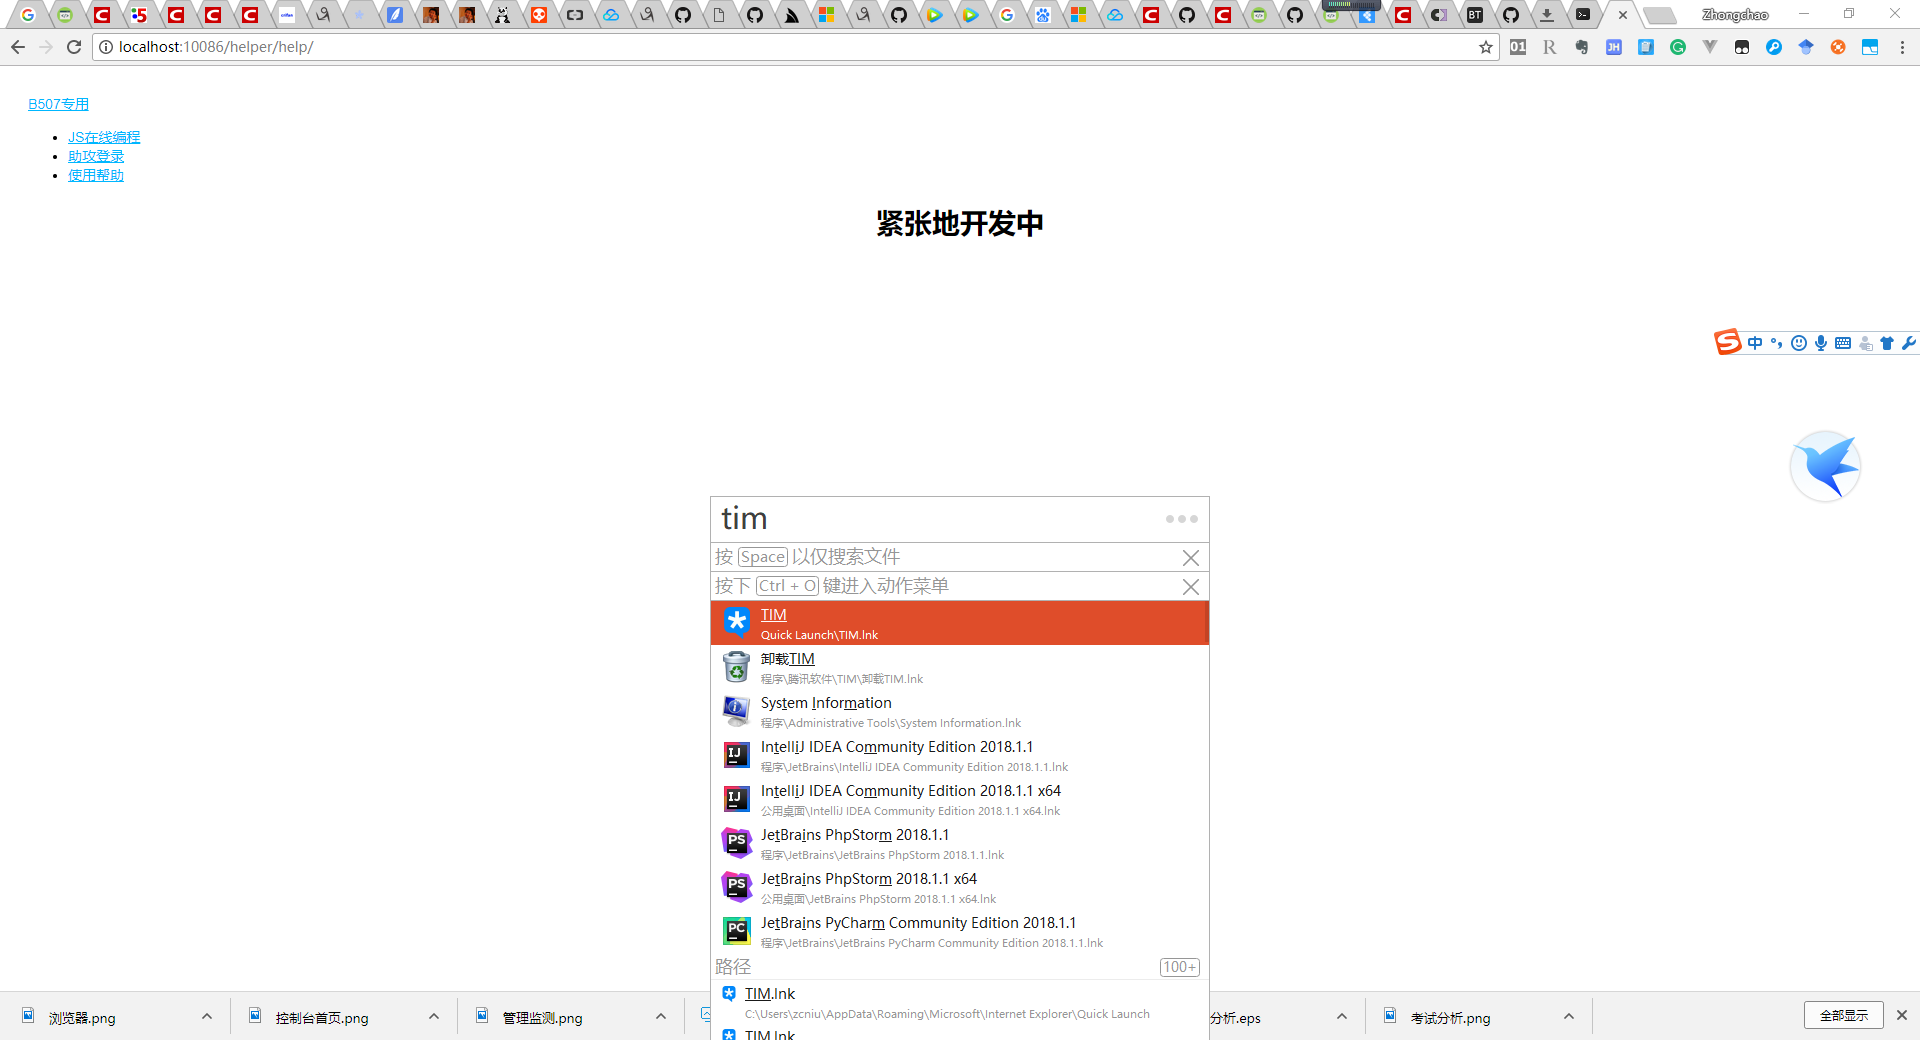 Zhongchao
localhost:10086/helper/help/
01 R JH
B507专用
JS在线编程
助攻登录
使用帮助
紧张地开发中
中
tim
按 Space 以仅搜索文件
按下 Ctrl + O 键进入动作菜单
TIM
Quick Launch\TIM.lnk
卸载TIM
程序\腾讯软件\TIM\卸载TIM.lnk
System Information
程序\Administrative Tools\System Information.lnk
IntelliJ IDEA Community Edition 2018.1.1
程序\JetBrains\IntelliJ IDEA Community Edition 2018.1.1.lnk
IntelliJ IDEA Community Edition 2018.1.1 x64
公用桌面\IntelliJ IDEA Community Edition 2018.1.1 x64.lnk
JetBrains PhpStorm 2018.1.1
程序\JetBrains\JetBrains PhpStorm 2018.1.1.lnk
JetBrains PhpStorm 2018.1.1 x64
公用桌面\JetBrains PhpStorm 2018.1.1 x64.lnk
JetBrains PyCharm Community Edition 2018.1.1
程序\JetBrains\JetBrains PyCharm Community Edition 2018.1.1.lnk
路径 100+
TIM.lnk
C:\Users\zcniu\AppData\Roaming\Microsoft\Internet Explorer\Quick Launch
TIM.lnk
浏览器.png 控制台首页.png 管理监测.png 分析.eps 考试分析.png 全部显示